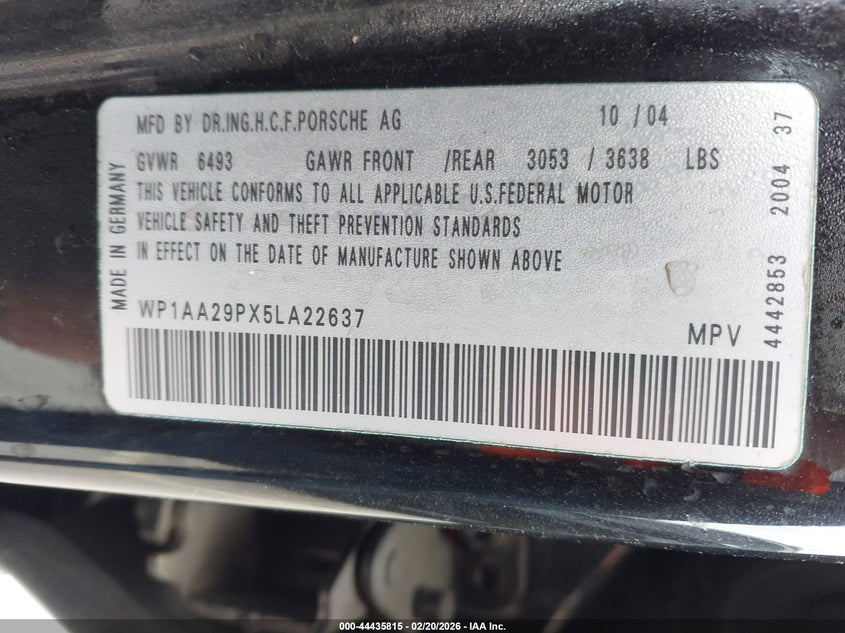 MFD BY DR.ING.H.C.F.PORSCHE AG 10 /04
GVWR 6493 GAWR FRONT /REAR 3053 / 3638 LBS
THIS VEHICLE CONFORMS TO ALL APPLICABLE U.S.FEDERAL MOTOR
VEHICLE SAFETY AND THEFT PREVENTION STANDARDS
IN EFFECT ON THE DATE OF MANUFACTURE SHOWN ABOVE
WP1AA29PX5LA22637
MPV
MADE IN GERMANY
4442853 2004 37
000-44435815 | 02/20/2026 | IAA Inc.